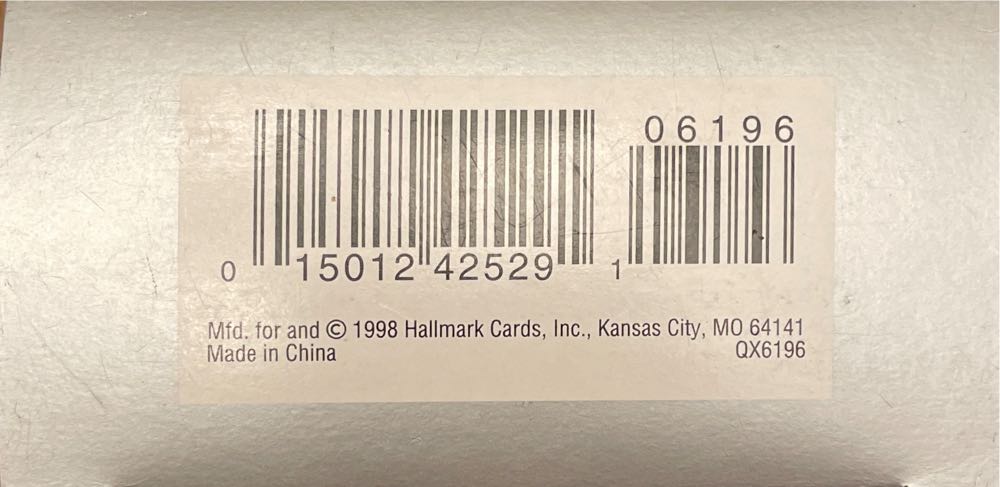 06196
0 15012 42529 1
Mfd. for and © 1998 Hallmark Cards, Inc., Kansas City, MO 64141
Made in China QX6196